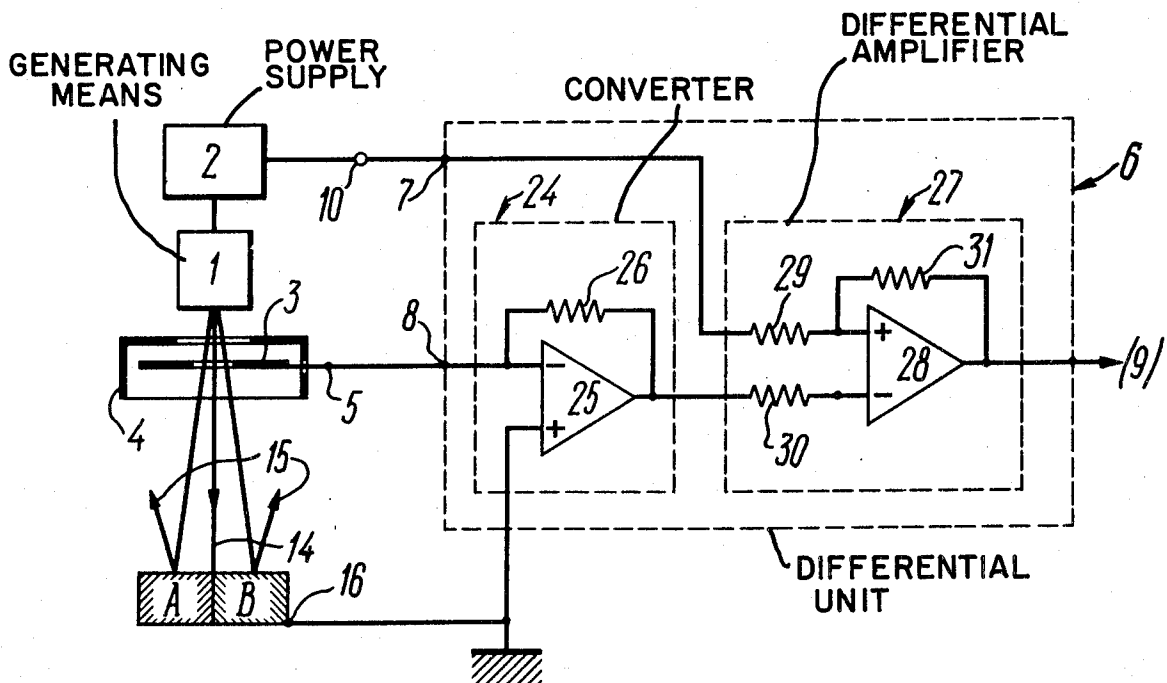 DIFFERENTIAL
AMPLIFIER
POWER
SUPPLY
GENERATING
MEANS
CONVERTER
2
10
7
24
27
6
1
3
26
29
31
8
+
-
25
28
(9)
4
5
-
+
30
15
14
A
B
16
DIFFERENTIAL
UNIT